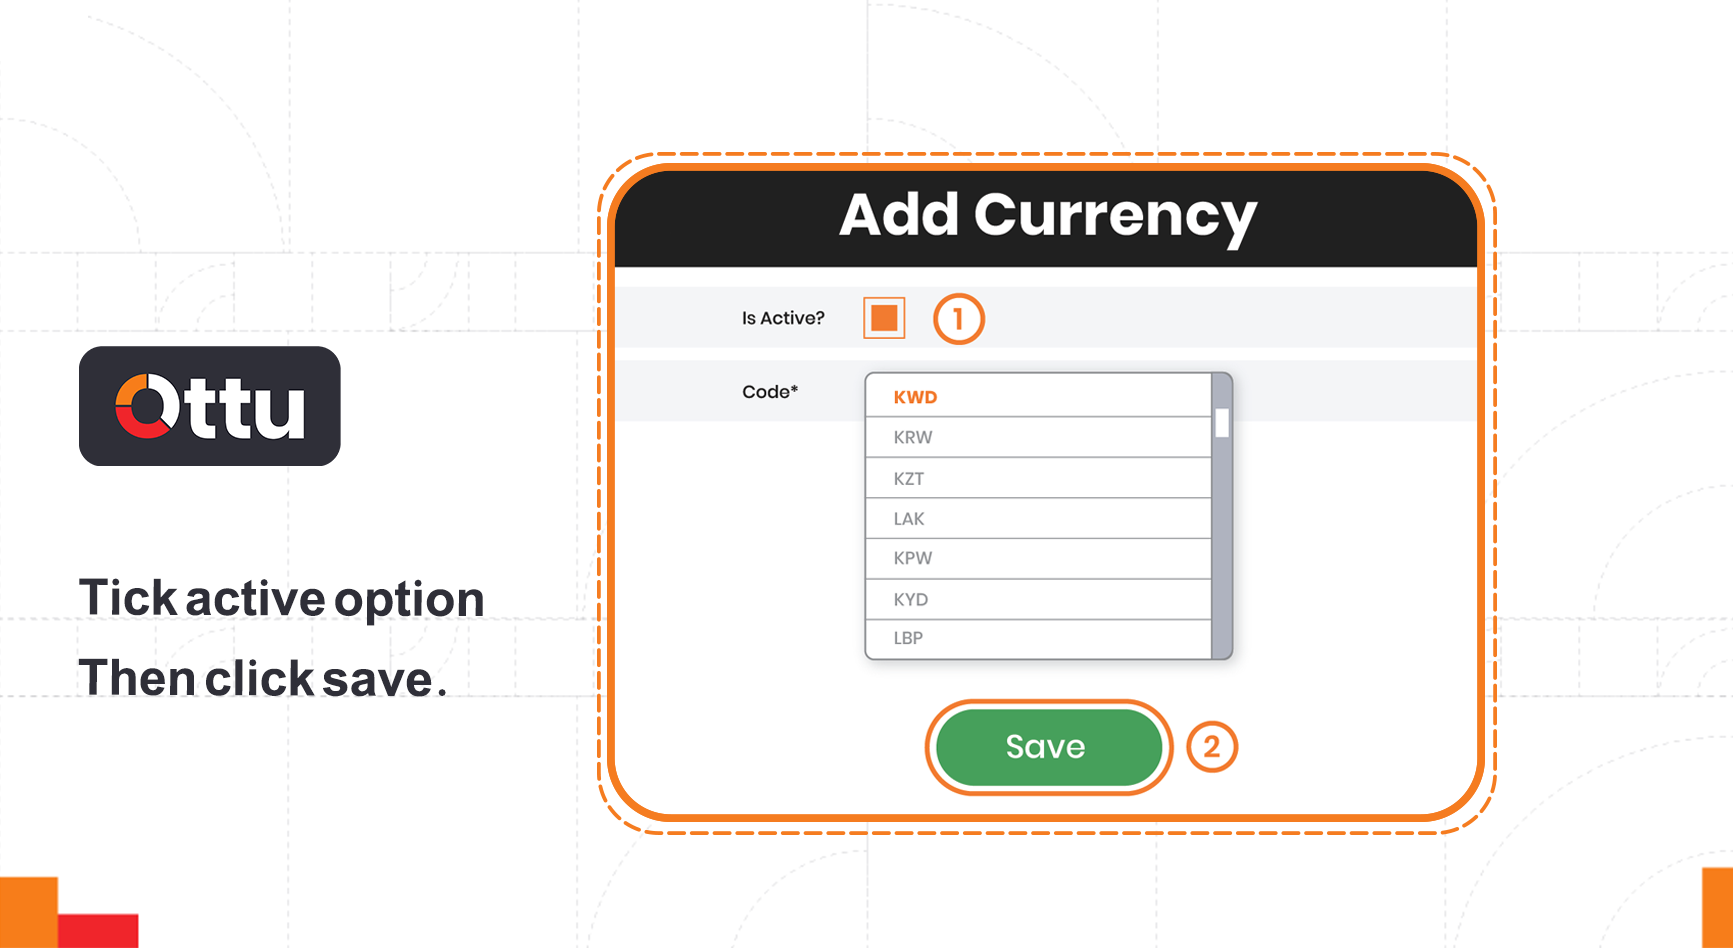 Ottu
Tick active option
Then click save.
Add Currency
Is Active?
1
Code*
KWD
KRW
KZT
LAK
KPW
KYD
LBP
Save
2